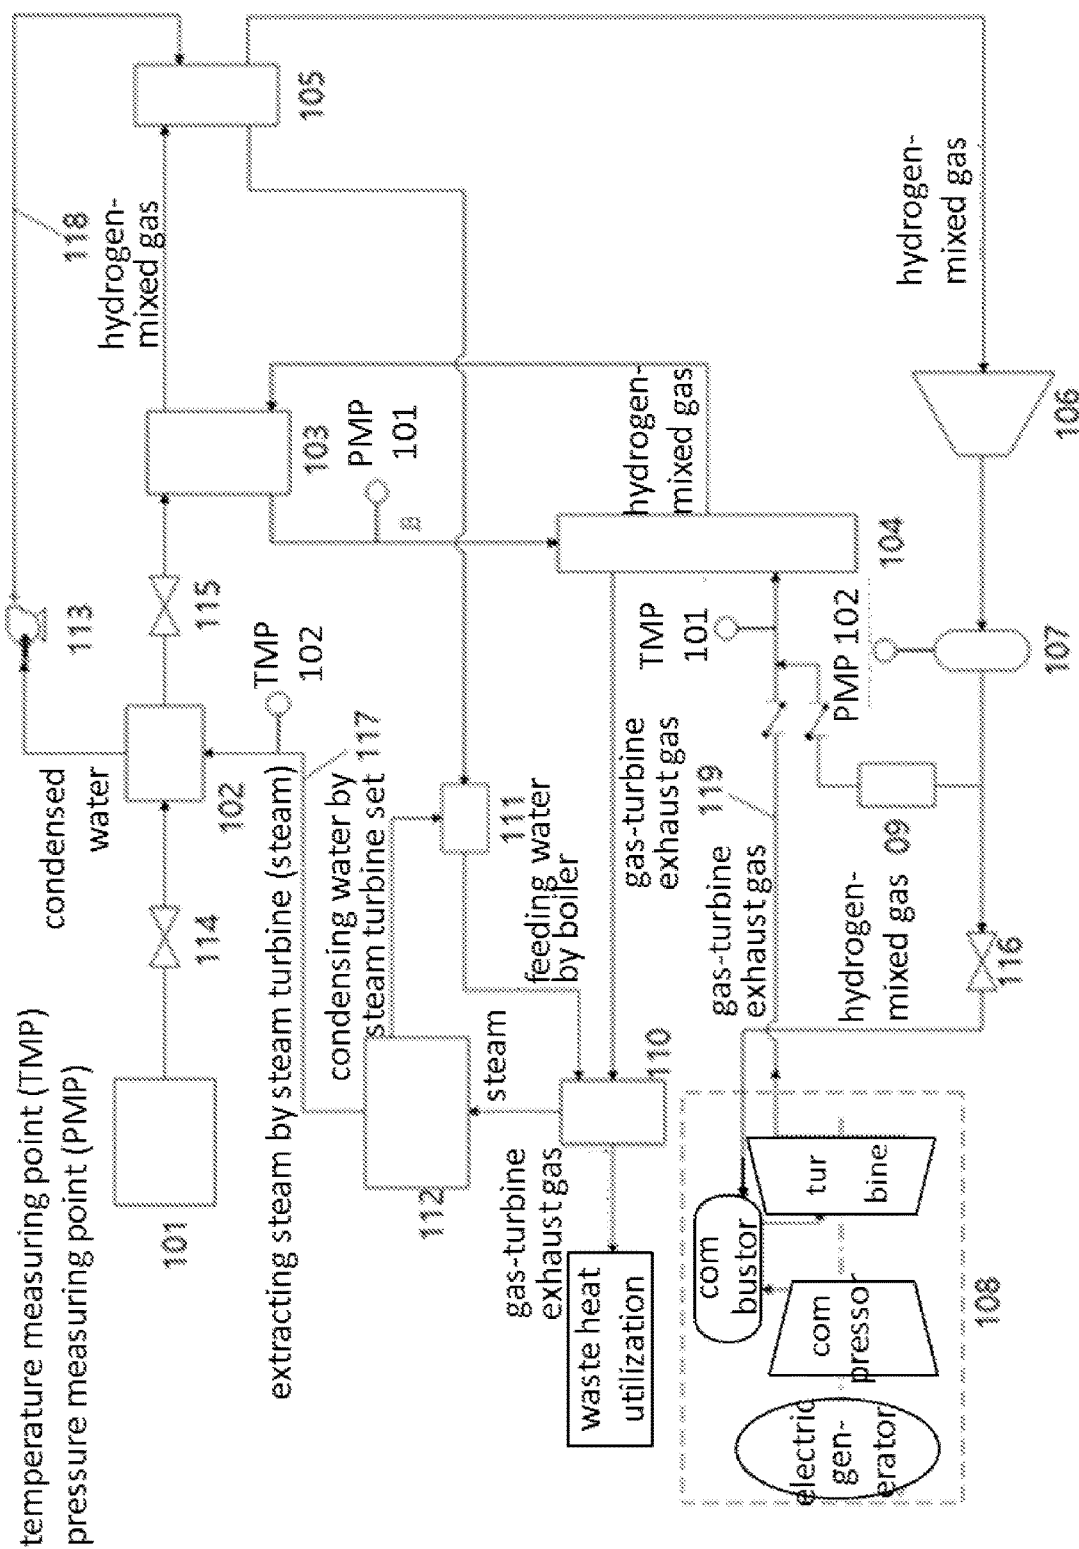 temperature measuring point (TMP)
pressure measuring point (PMP)
101
114
condensed
water
102
113
115
118
hydrogen-
mixed gas
105
103
PMP
101
B
TMP
102
extracting steam by steam turbine (steam)
117
condensing water by
steam turbine set
112
steam
111
feeding water
by boiler
110
gas-turbine
exhaust gas
waste heat
utilization
gas-turbine
exhaust gas
hydrogen-
mixed gas
104
TMP
101
119
gas-turbine
exhaust gas
PMP 102
09
hydrogen-
mixed gas
116
107
106
hydrogen-
mixed gas
com
bustor
tur
bine
com
pressor
electric
gen-
erator
108